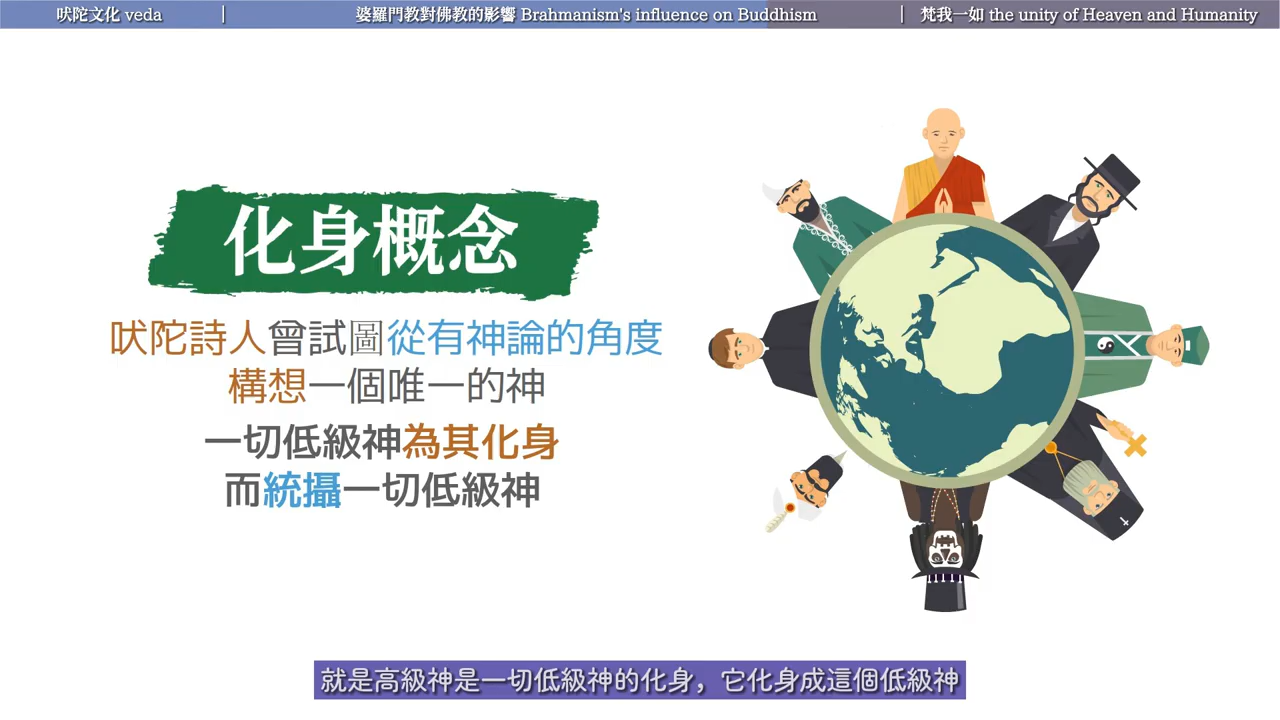 吠陀文化 veda | 婆羅門教對佛教的影響 Brahmanism's influence on Buddhism | 梵我一如 the unity of Heaven and Humanity
化身概念
吠陀詩人曾試圖從有神論的角度
構想一個唯一的神
一切低級神為其化身
而統攝一切低級神
就是高級神是一切低級神的化身，它化身成這個低級神